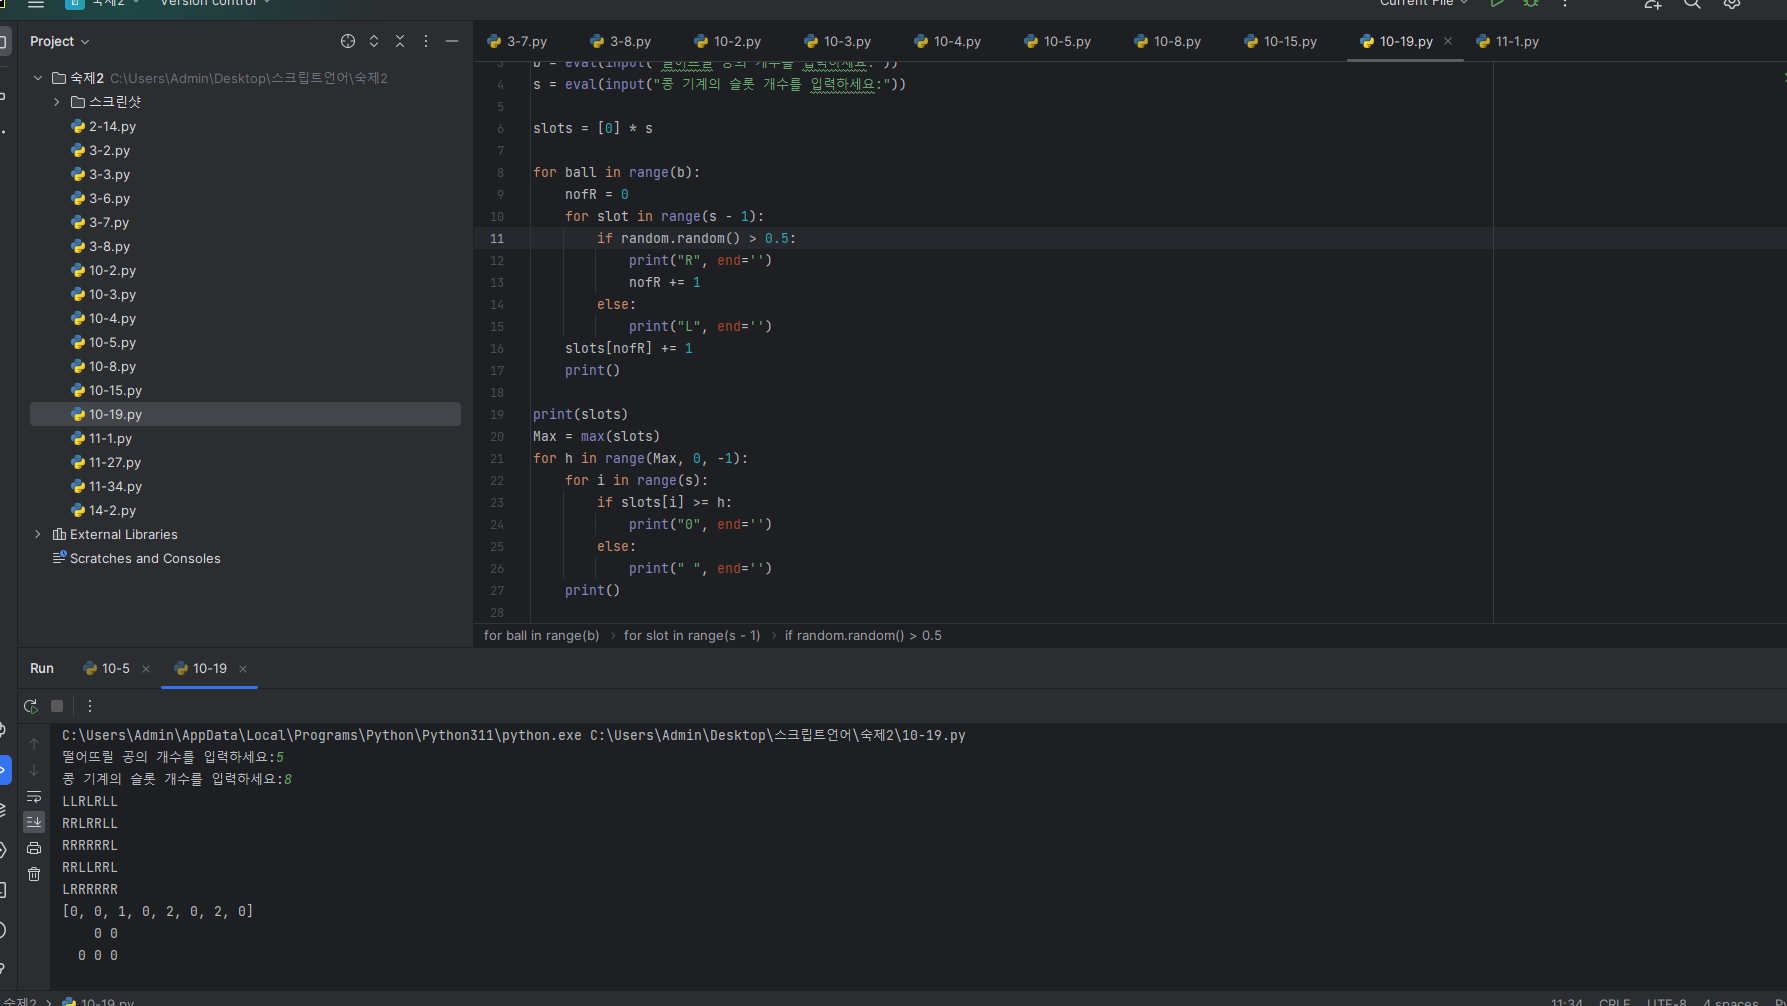 숙제2 Version control Current File
Project
3-7.py 3-8.py 10-2.py 10-3.py 10-4.py 10-5.py 10-8.py 10-15.py 10-19.py 11-1.py
숙제2 C:\Users\Admin\Desktop\스크립트언어\숙제2
스크린샷
2-14.py
3-2.py
3-3.py
3-6.py
3-7.py
3-8.py
10-2.py
10-3.py
10-4.py
10-5.py
10-8.py
10-15.py
10-19.py
11-1.py
11-27.py
11-34.py
14-2.py
External Libraries
Scratches and Consoles
3 b = eval(input("떨어뜨릴 공의 개수를 입력하세요:"))
4 s = eval(input("콩 기계의 슬롯 개수를 입력하세요:"))
5
6 slots = [0] * s
7
8 for ball in range(b):
9 nofR = 0
10 for slot in range(s - 1):
11 if random.random() > 0.5:
12 print("R", end='')
13 nofR += 1
14 else:
15 print("L", end='')
16 slots[nofR] += 1
17 print()
18
19 print(slots)
20 Max = max(slots)
21 for h in range(Max, 0, -1):
22 for i in range(s):
23 if slots[i] >= h:
24 print("0", end='')
25 else:
26 print(" ", end='')
27 print()
28
for ball in range(b) › for slot in range(s - 1) › if random.random() > 0.5
Run 10-5 10-19
C:\Users\Admin\AppData\Local\Programs\Python\Python311\python.exe C:\Users\Admin\Desktop\스크립트언어\숙제2\10-19.py
떨어뜨릴 공의 개수를 입력하세요:5
콩 기계의 슬롯 개수를 입력하세요:8
LLRLRLL
RRLRRLL
RRRRRRL
RRLLRRL
LRRRRRR
[0, 0, 1, 0, 2, 0, 2, 0]
0 0
0 0 0
숙제2 › 10-19.py 11:34 CRLF UTF-8 4 spaces